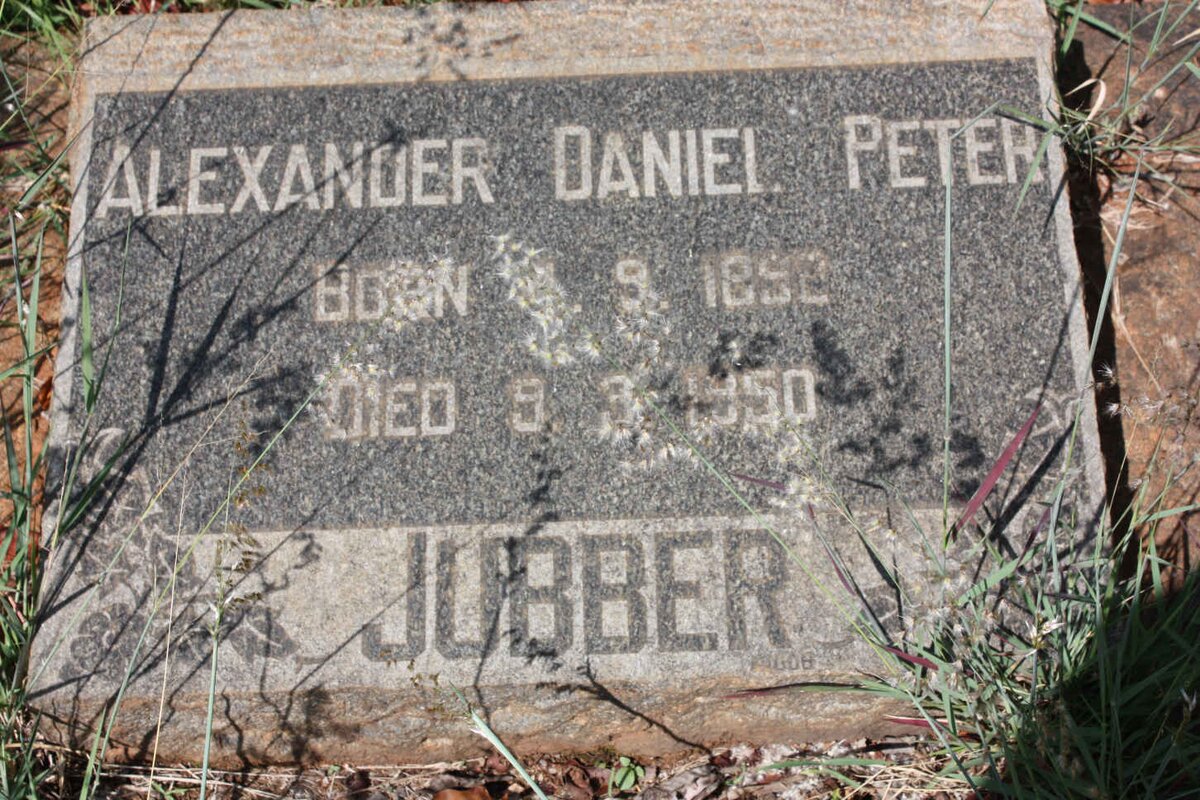 ALEXANDER DANIEL PETER
BORN 9. 1892
DIED 9. 3. 1950
JUBBER